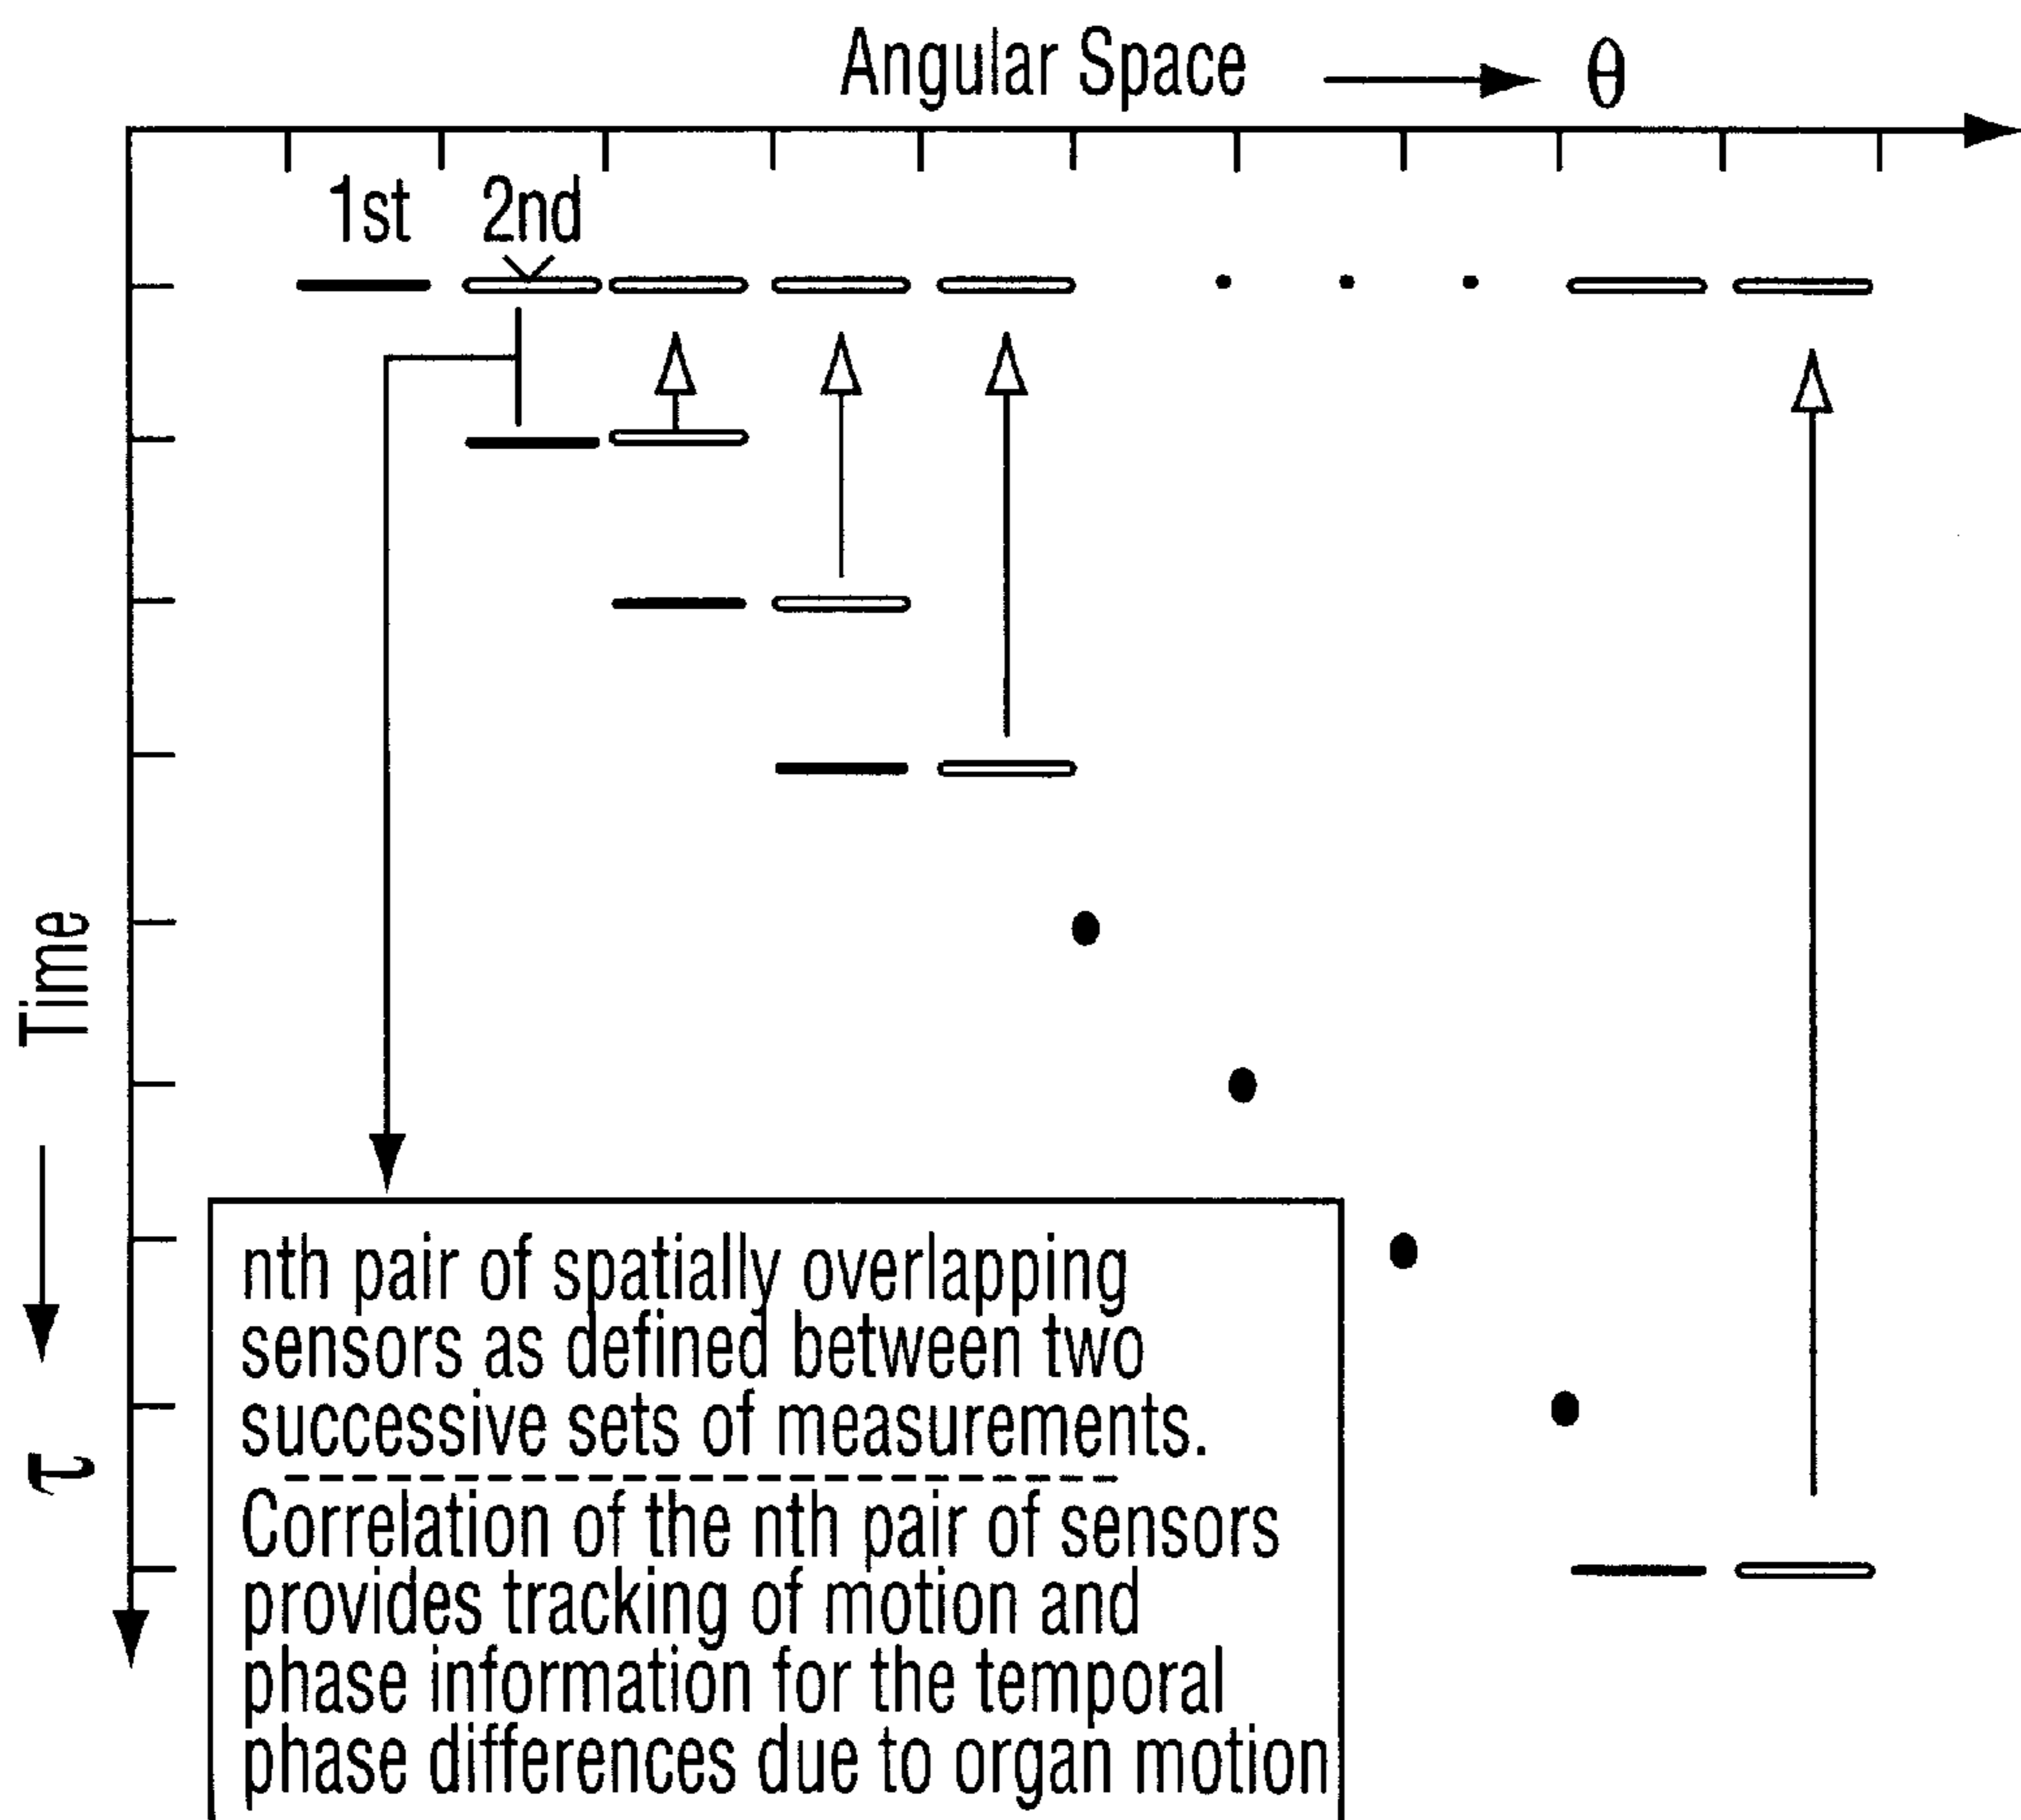 Angular Space θ
1st 2nd
Time
τ
nth pair of spatially overlapping
sensors as defined between two
successive sets of measurements.
Correlation of the nth pair of sensors
provides tracking of motion and
phase information for the temporal
phase differences due to organ motion